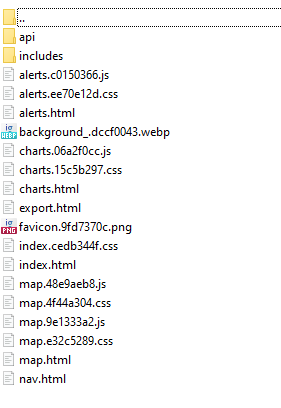 ..
api
includes
alerts.c0150366.js
alerts.ee70e12d.css
alerts.html
background_.dccf0043.webp
charts.06a2f0cc.js
charts.15c5b297.css
charts.html
export.html
favicon.9fd7370c.png
index.cedb344f.css
index.html
map.48e9aeb8.js
map.4f44a304.css
map.9e1333a2.js
map.e32c5289.css
map.html
nav.html